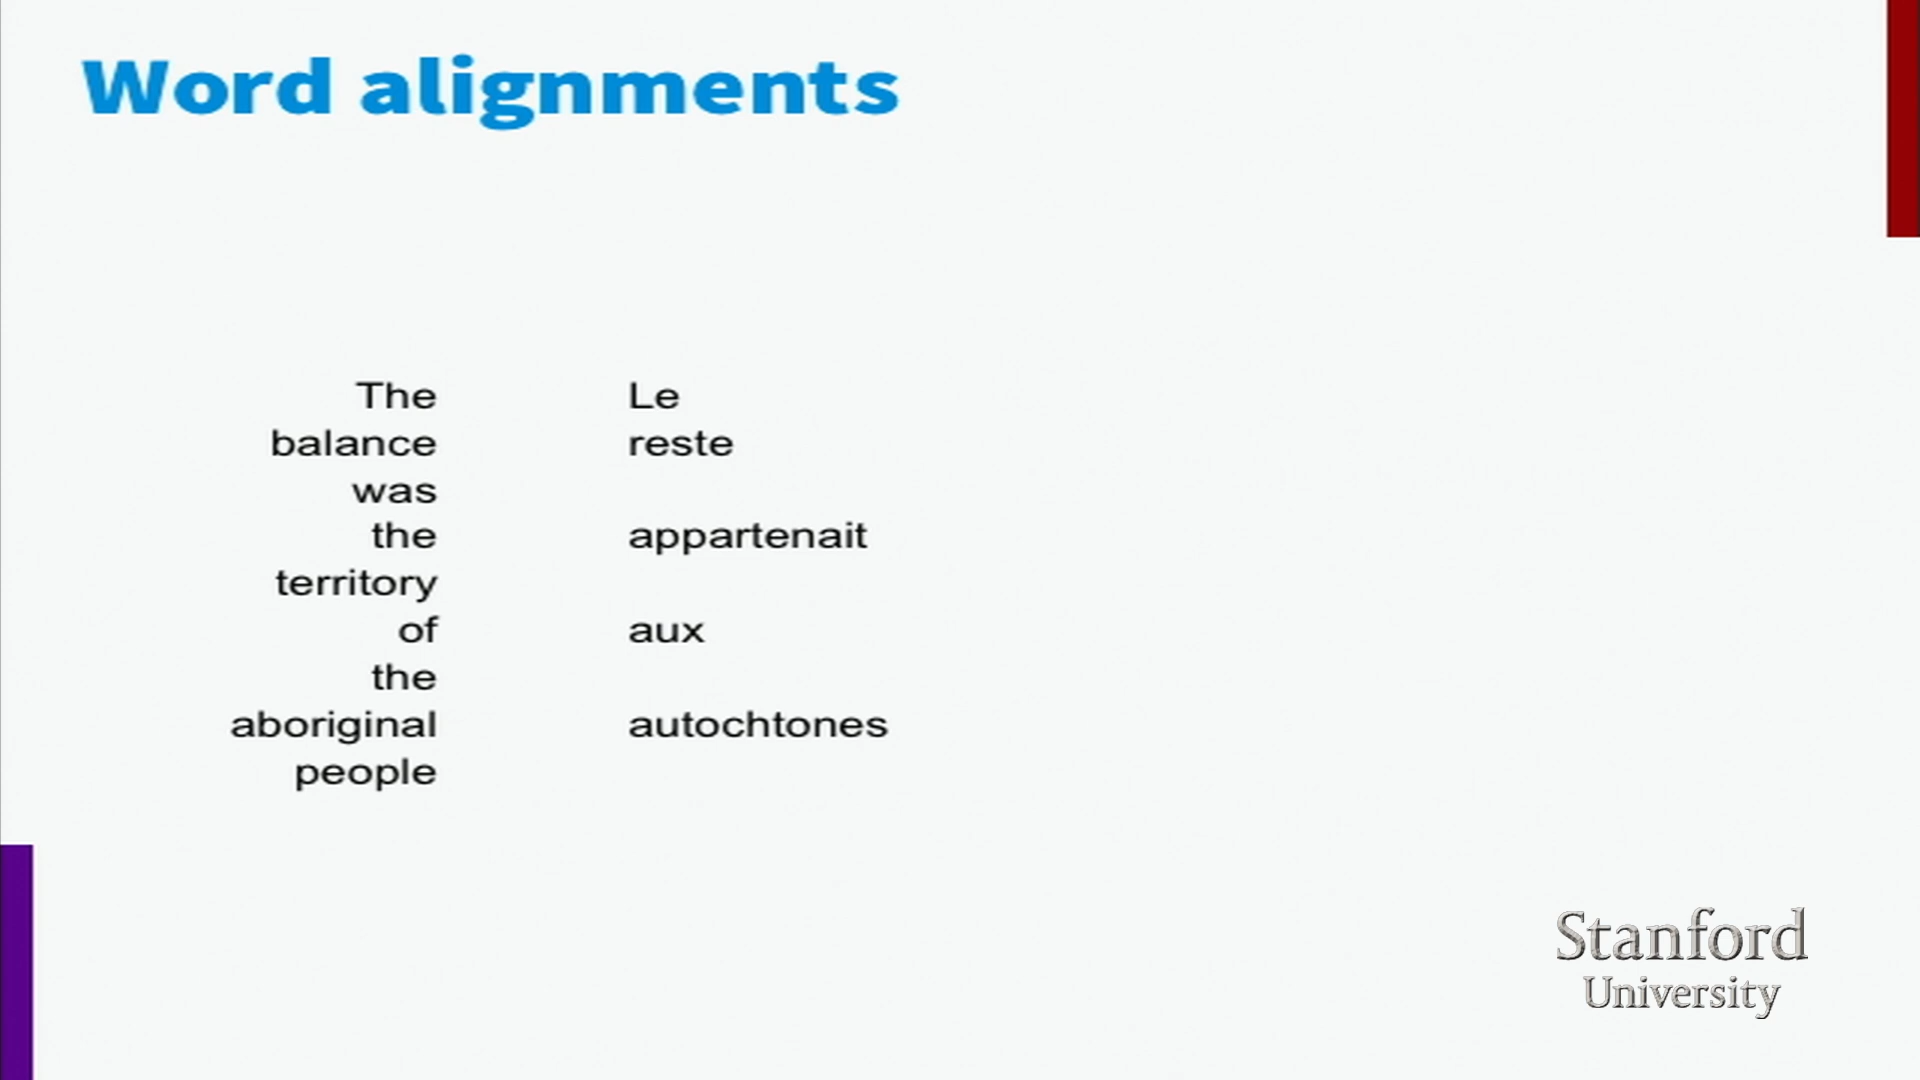 Word alignments
The Le
balance reste
was
the appartenait
territory
of aux
the
aboriginal autochtones
people
Stanford
University